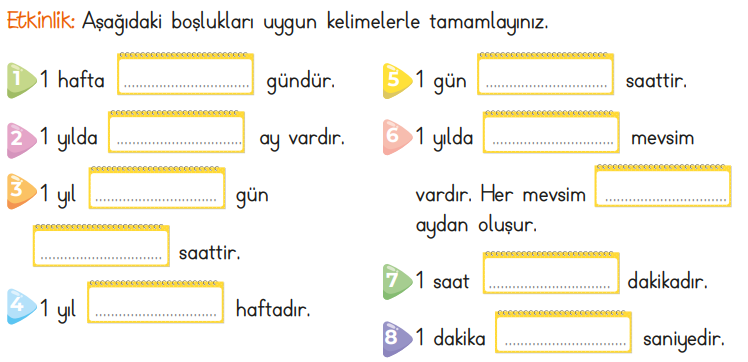 Etkinlik: Aşağıdaki boşlukları uygun kelimelerle tamamlayınız.
1 1 hafta ........................ gündür.
2 1 yılda ........................ ay vardır.
3 1 yıl ........................ gün
........................ saattir.
4 1 yıl ........................ haftadır.
5 1 gün ........................ saattir.
6 1 yılda ........................ mevsim
vardır. Her mevsim ........................
aydan oluşur.
7 1 saat ........................ dakikadır.
8 1 dakika ........................ saniyedir.